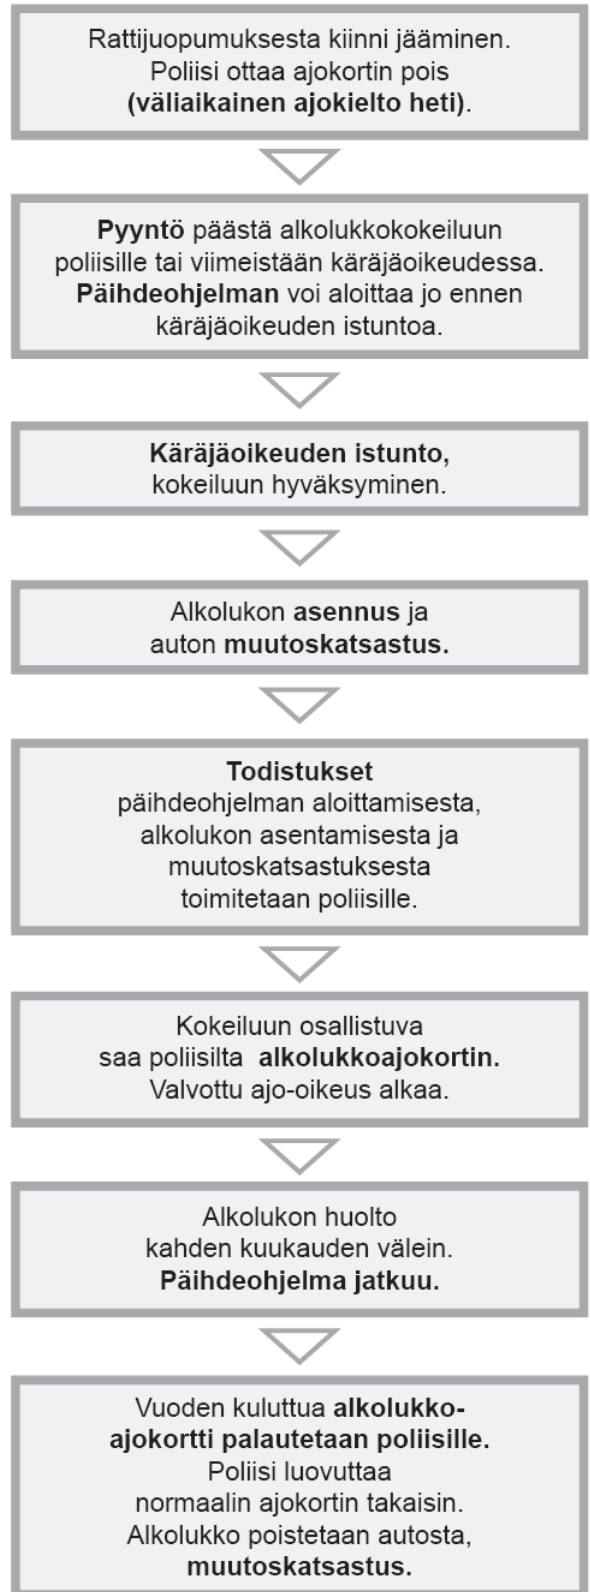 Rattijuopumuksesta kiinni jääminen.
Poliisi ottaa ajokortin pois
(väliaikainen ajokielto heti).
Pyyntö päästä alkolukkokokeiluun
poliisille tai viimeistään käräjäoikeudessa.
Päihdeohjelman voi aloittaa jo ennen
käräjäoikeuden istuntoa.
Käräjäoikeuden istunto,
kokeiluun hyväksyminen.
Alkolukon asennus ja
auton muutoskatsastus.
Todistukset
päihdeohjelman aloittamisesta,
alkolukon asentamisesta ja
muutoskatsastuksesta
toimitetaan poliisille.
Kokeiluun osallistuva
saa poliisilta alkolukkoajokortin.
Valvottu ajo-oikeus alkaa.
Alkolukon huolto
kahden kuukauden välein.
Päihdeohjelma jatkuu.
Vuoden kuluttua alkolukko-
ajokortti palautetaan poliisille.
Poliisi luovuttaa
normaalin ajokortin takaisin.
Alkolukko poistetaan autosta,
muutoskatsastus.